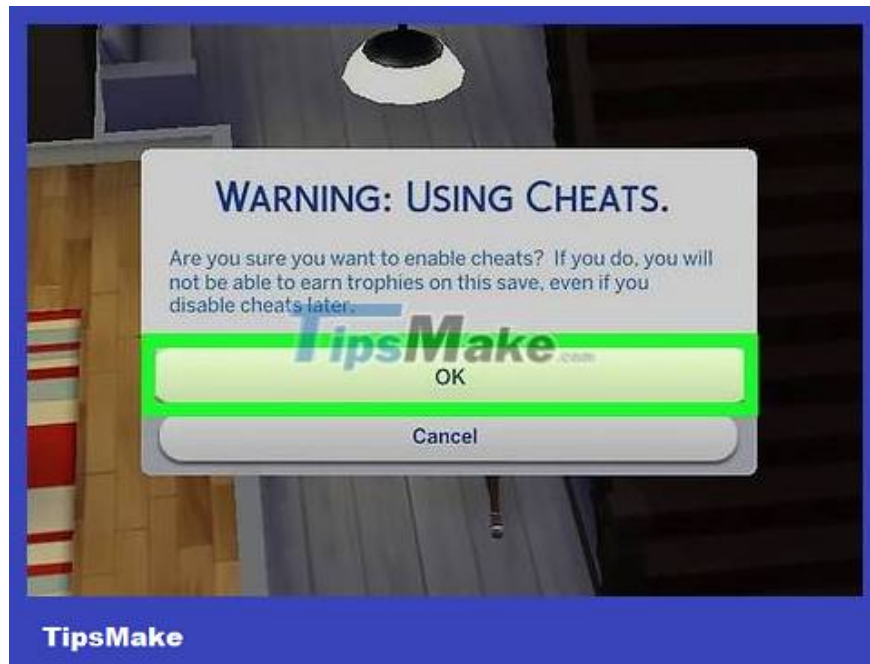 WARNING: USING CHEATS.
Are you sure you want to enable cheats? If you do, you will
not be able to earn trophies on this save, even if you
disable cheats later.
TipsMake.com
OK
Cancel
TipsMake